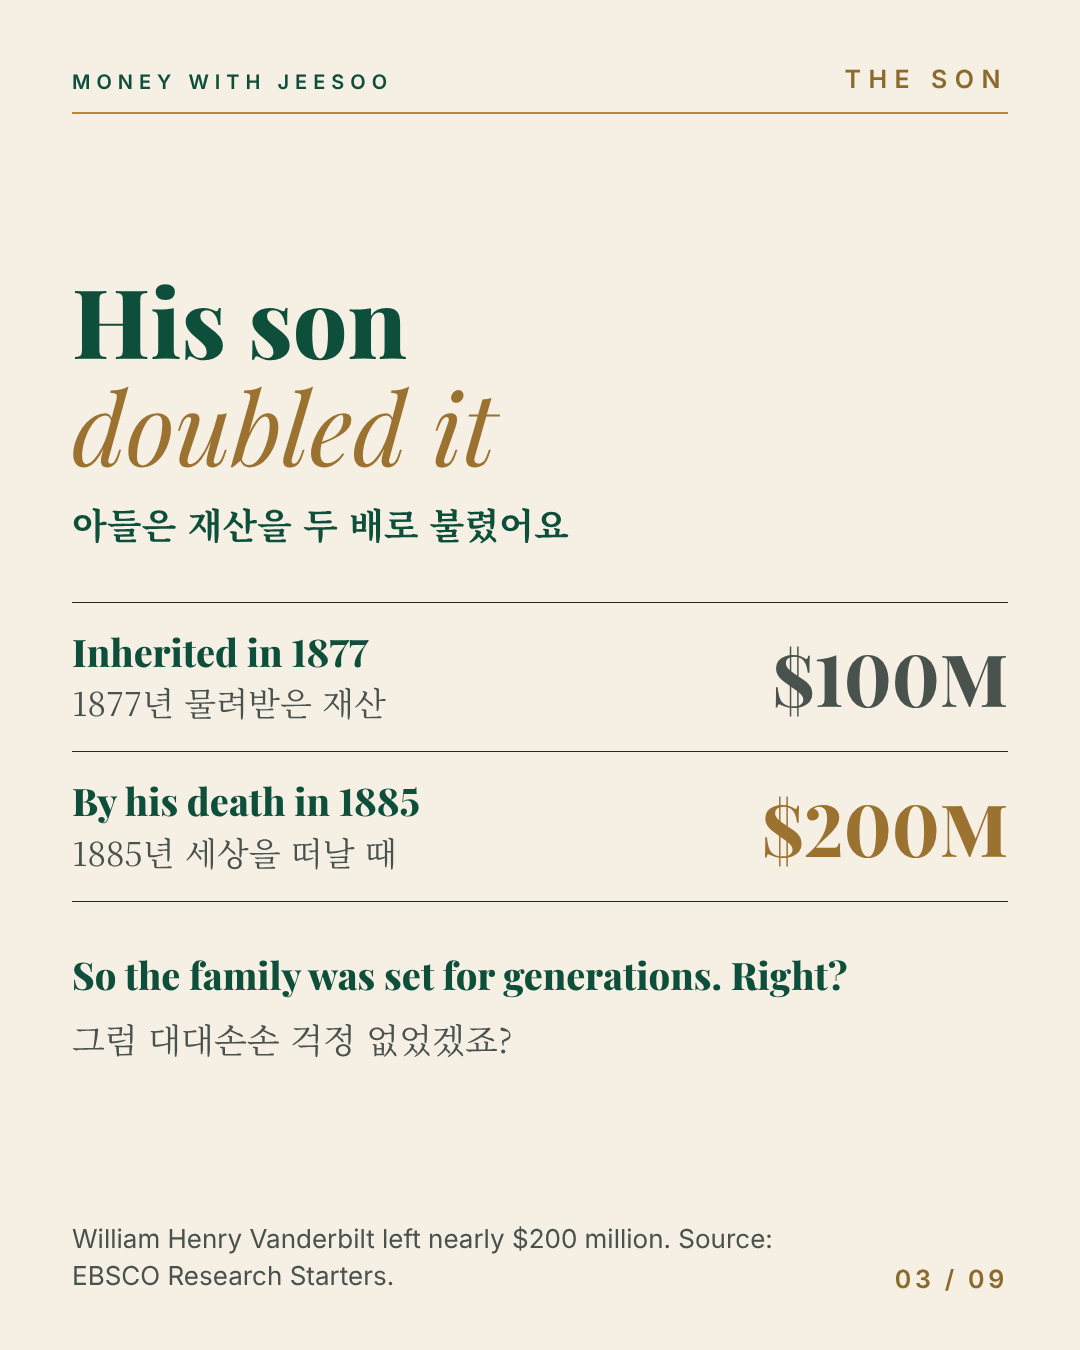 MONEY WITH JEESOO
THE SON
His son
doubled it
아들은 재산을 두 배로 불렸어요
Inherited in 1877
1877년 물려받은 재산
$100M
By his death in 1885
1885년 세상을 떠날 때
$200M
So the family was set for generations. Right?
그럼 대대손손 걱정 없었겠죠?
William Henry Vanderbilt left nearly $200 million. Source:
EBSCO Research Starters.
03 / 09